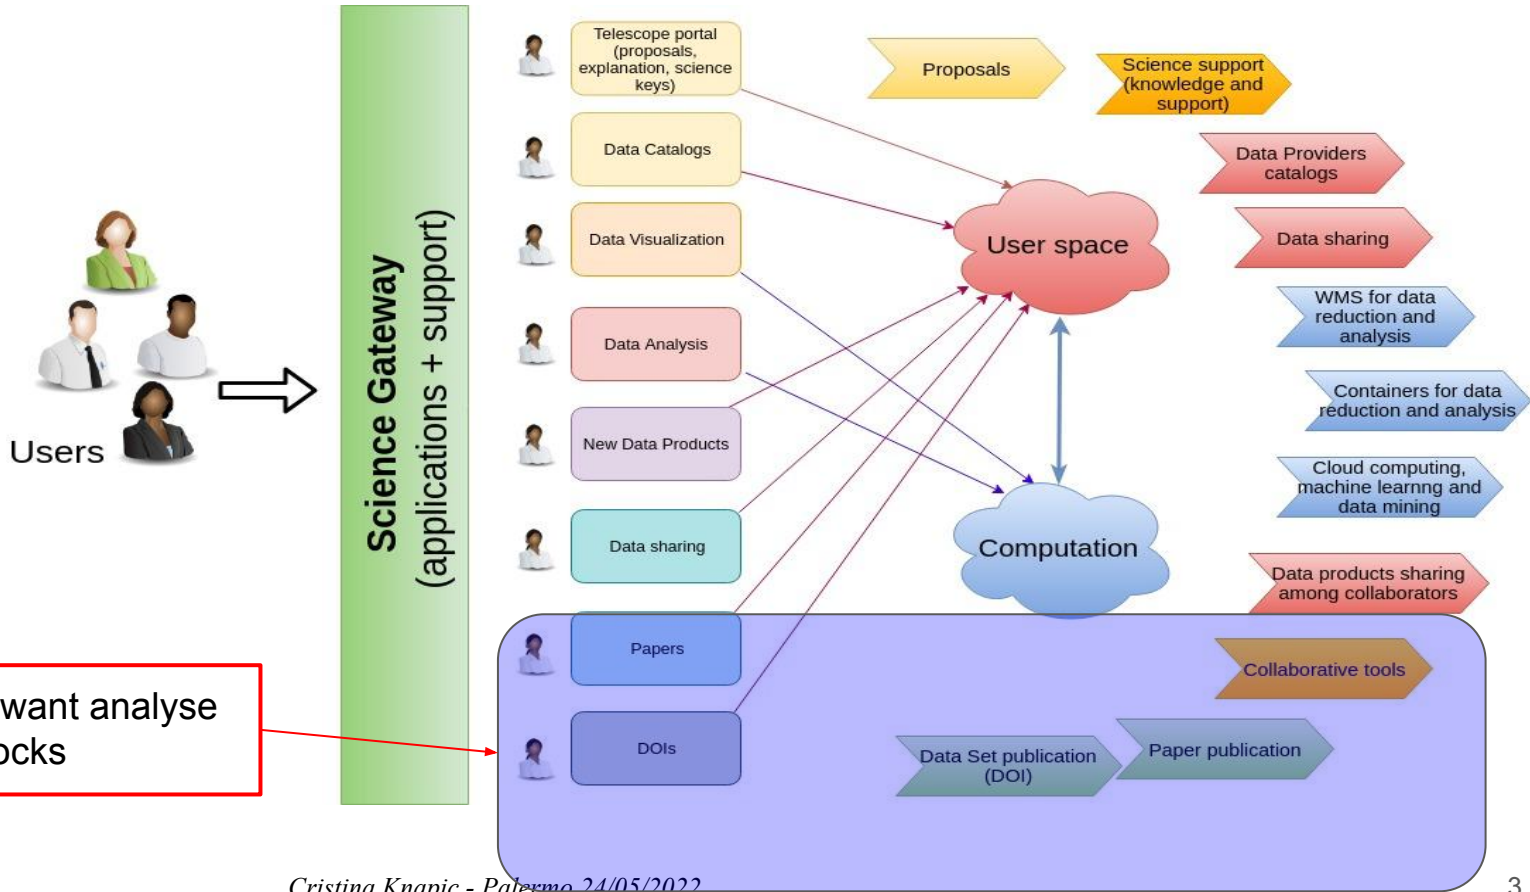 Users
Science Gateway
(applications + support)
Telescope portal
(proposals,
explanation, science
keys)
Data Catalogs
Data Visualization
Data Analysis
New Data Products
Data sharing
Papers
DOIs
User space
Computation
Proposals
Science support
(knowledge and
support)
Data Providers
catalogs
Data sharing
WMS for data
reduction and
analysis
Containers for data
reduction and analysis
Cloud computing,
machine learnng and
data mining
Data products sharing
among collaborators
Collaborative tools
Paper publication
Data Set publication
(DOI)
want analyse
ocks
Cristina Knapic - Palermo 24/05/2022
3